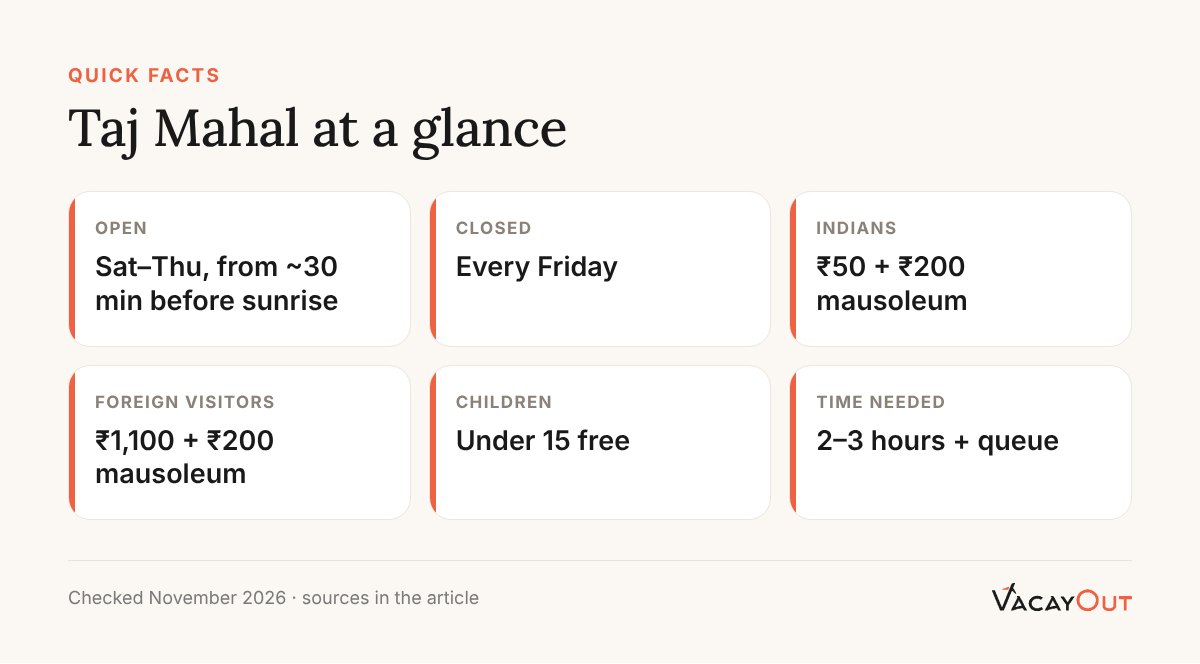 QUICK FACTS
Taj Mahal at a glance
OPEN
Sat–Thu, from ~30
min before sunrise
CLOSED
Every Friday
INDIANS
₹50 + ₹200
mausoleum
FOREIGN VISITORS
₹1,100 + ₹200
mausoleum
CHILDREN
Under 15 free
TIME NEEDED
2–3 hours + queue
Checked November 2026 · sources in the article
VACAYOUT